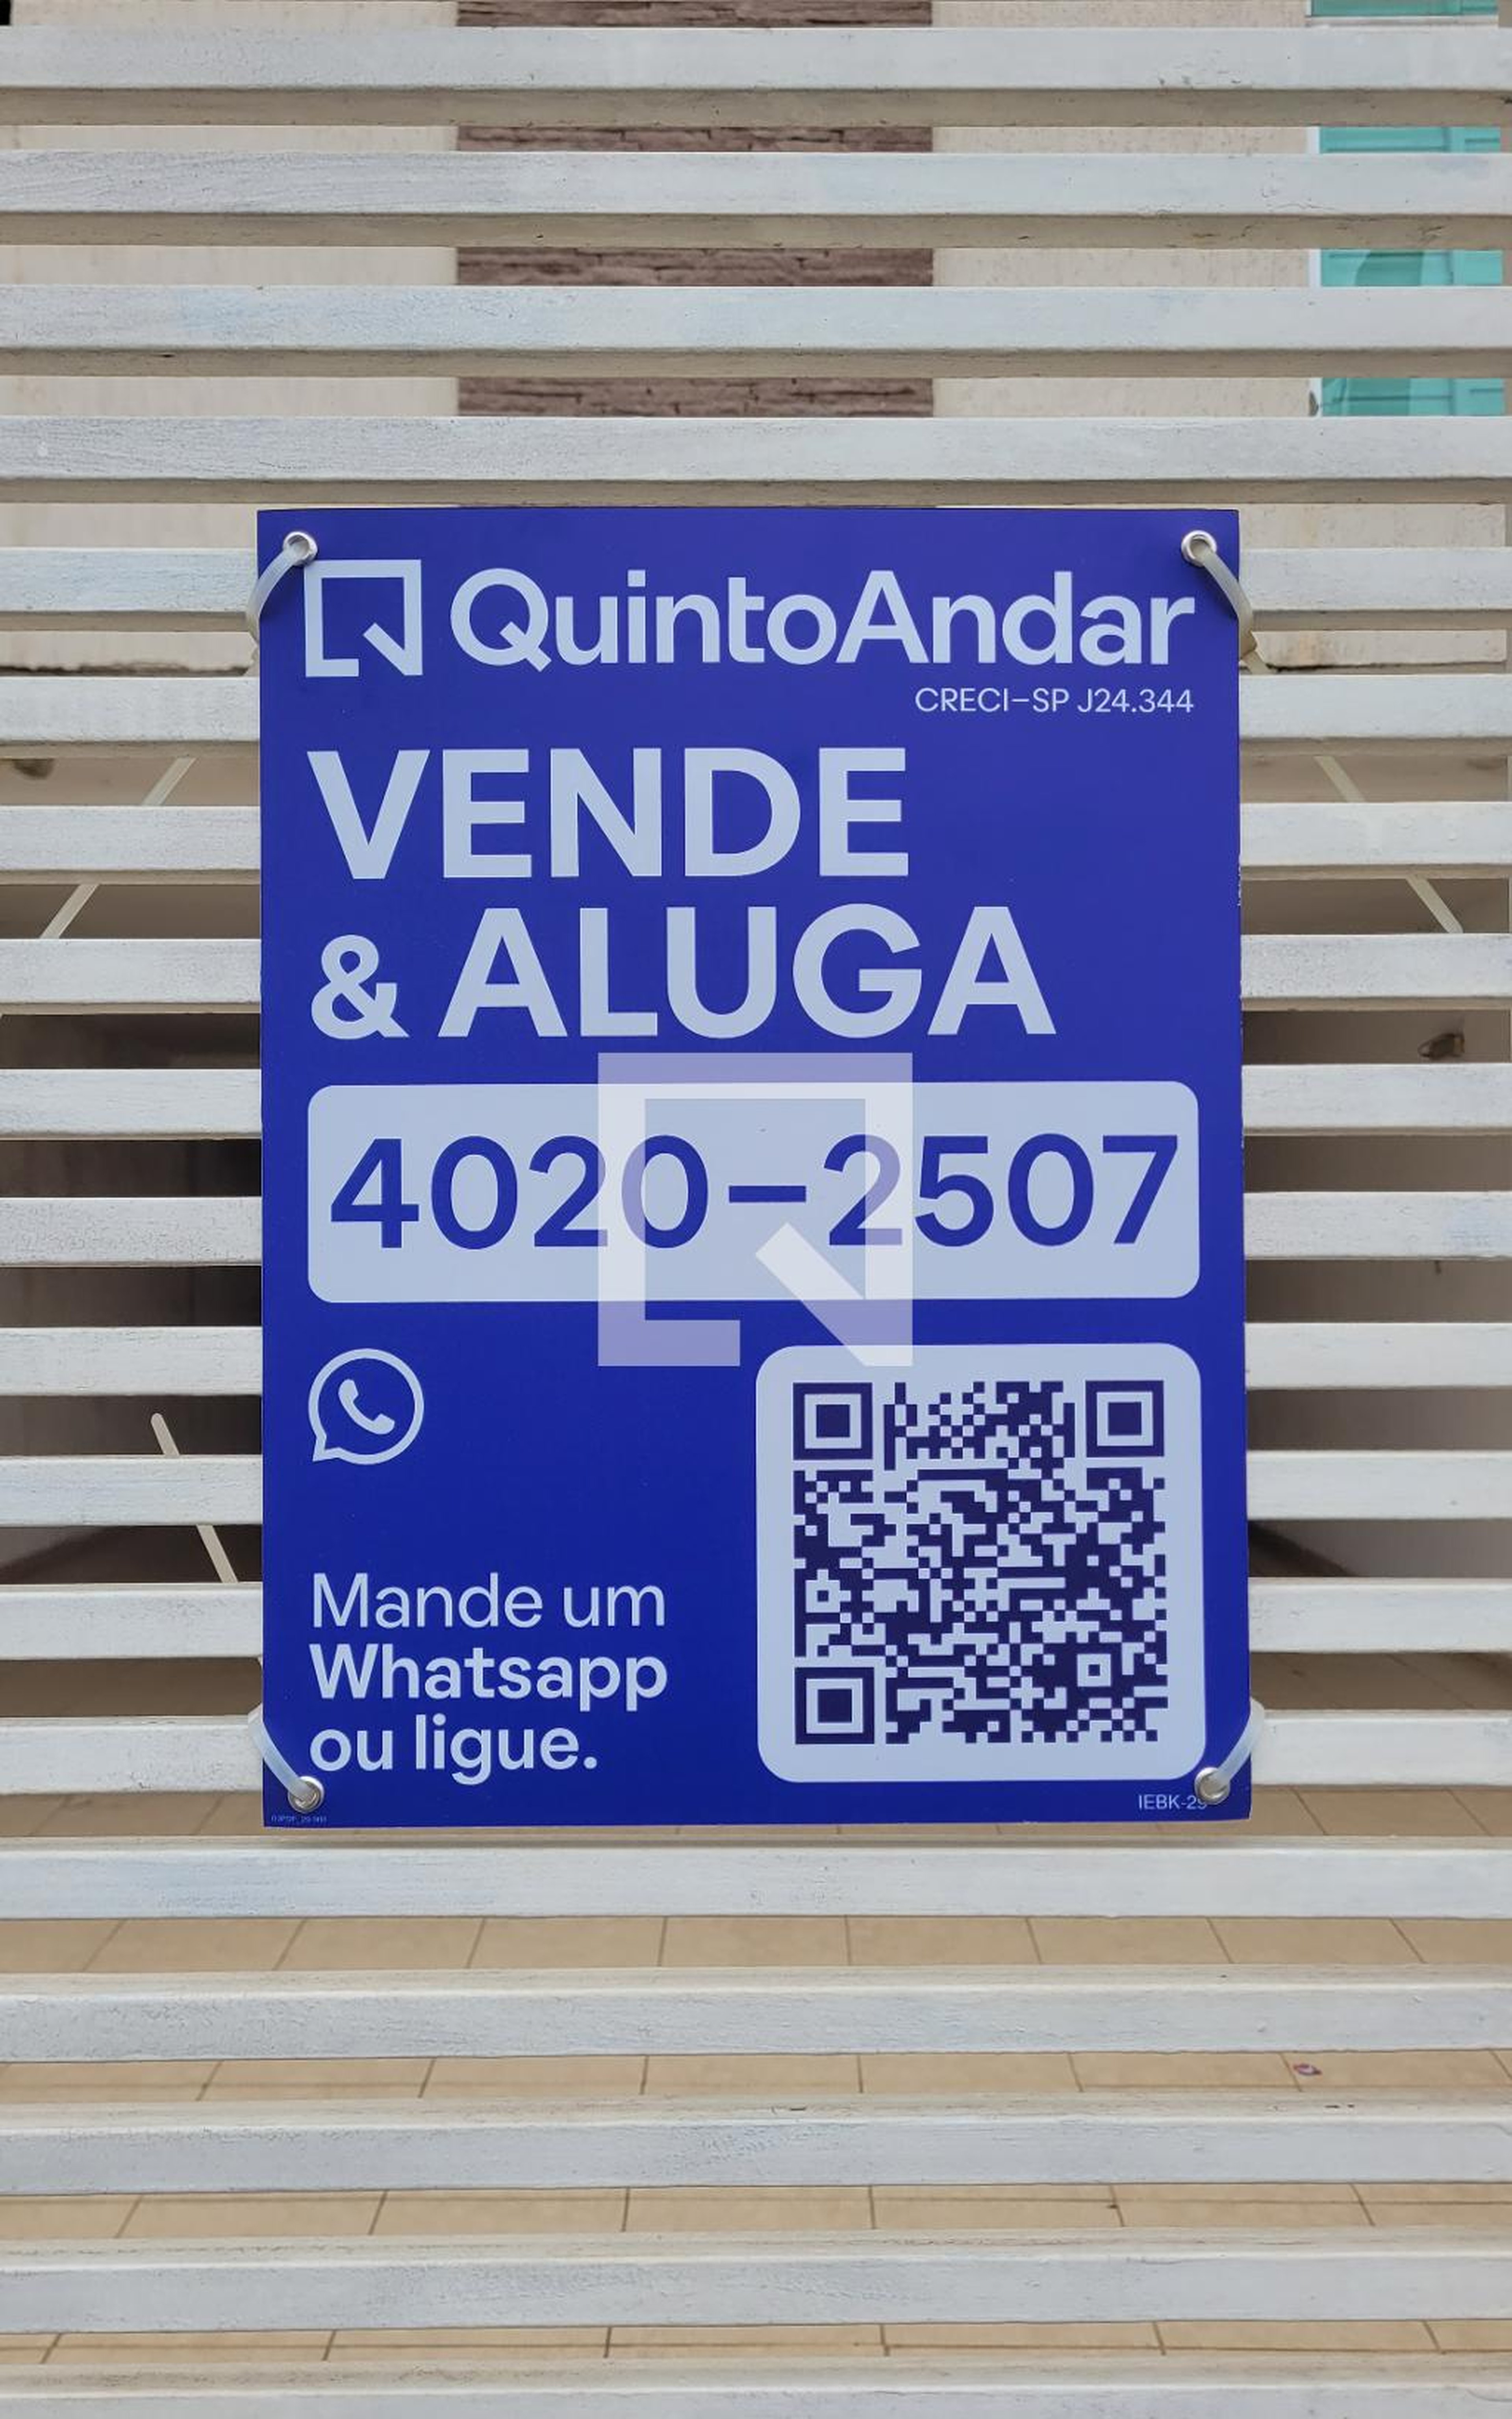 QuintoAndar
CRECI-SP J24.344
VENDE
& ALUGA
4020-2507
Mande um
Whatsapp
ou ligue.